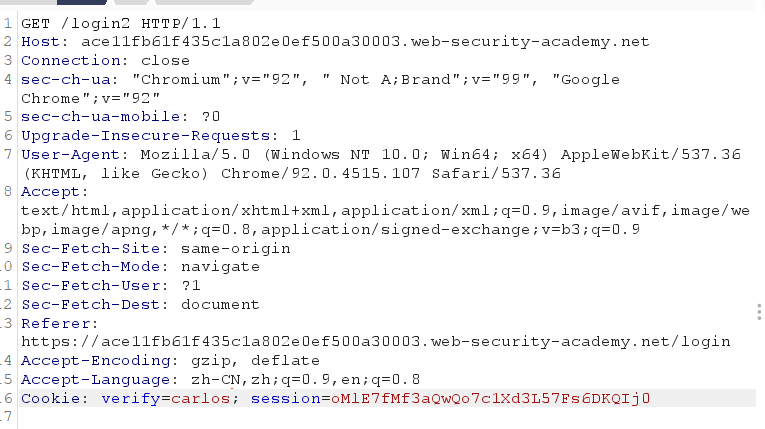 1 GET /login2 HTTP/1.1
2 Host: ace11fb61f435c1a802e0ef500a30003.web-security-academy.net
3 Connection: close
4 sec-ch-ua: "Chromium";v="92", " Not A;Brand";v="99", "Google
Chrome";v="92"
5 sec-ch-ua-mobile: ?0
6 Upgrade-Insecure-Requests: 1
7 User-Agent: Mozilla/5.0 (Windows NT 10.0; Win64; x64) AppleWebKit/537.36
(KHTML, like Gecko) Chrome/92.0.4515.107 Safari/537.36
8 Accept:
text/html,application/xhtml+xml,application/xml;q=0.9,image/avif,image/we
bp,image/apng,*/*;q=0.8,application/signed-exchange;v=b3;q=0.9
9 Sec-Fetch-Site: same-origin
10 Sec-Fetch-Mode: navigate
11 Sec-Fetch-User: ?1
12 Sec-Fetch-Dest: document
13 Referer:
https://ace11fb61f435c1a802e0ef500a30003.web-security-academy.net/login
14 Accept-Encoding: gzip, deflate
15 Accept-Language: zh-CN,zh;q=0.9,en;q=0.8
16 Cookie: verify=carlos; session=oMlE7fMf3aQwQo7c1Xd3L57Fs6DKQIj0
17